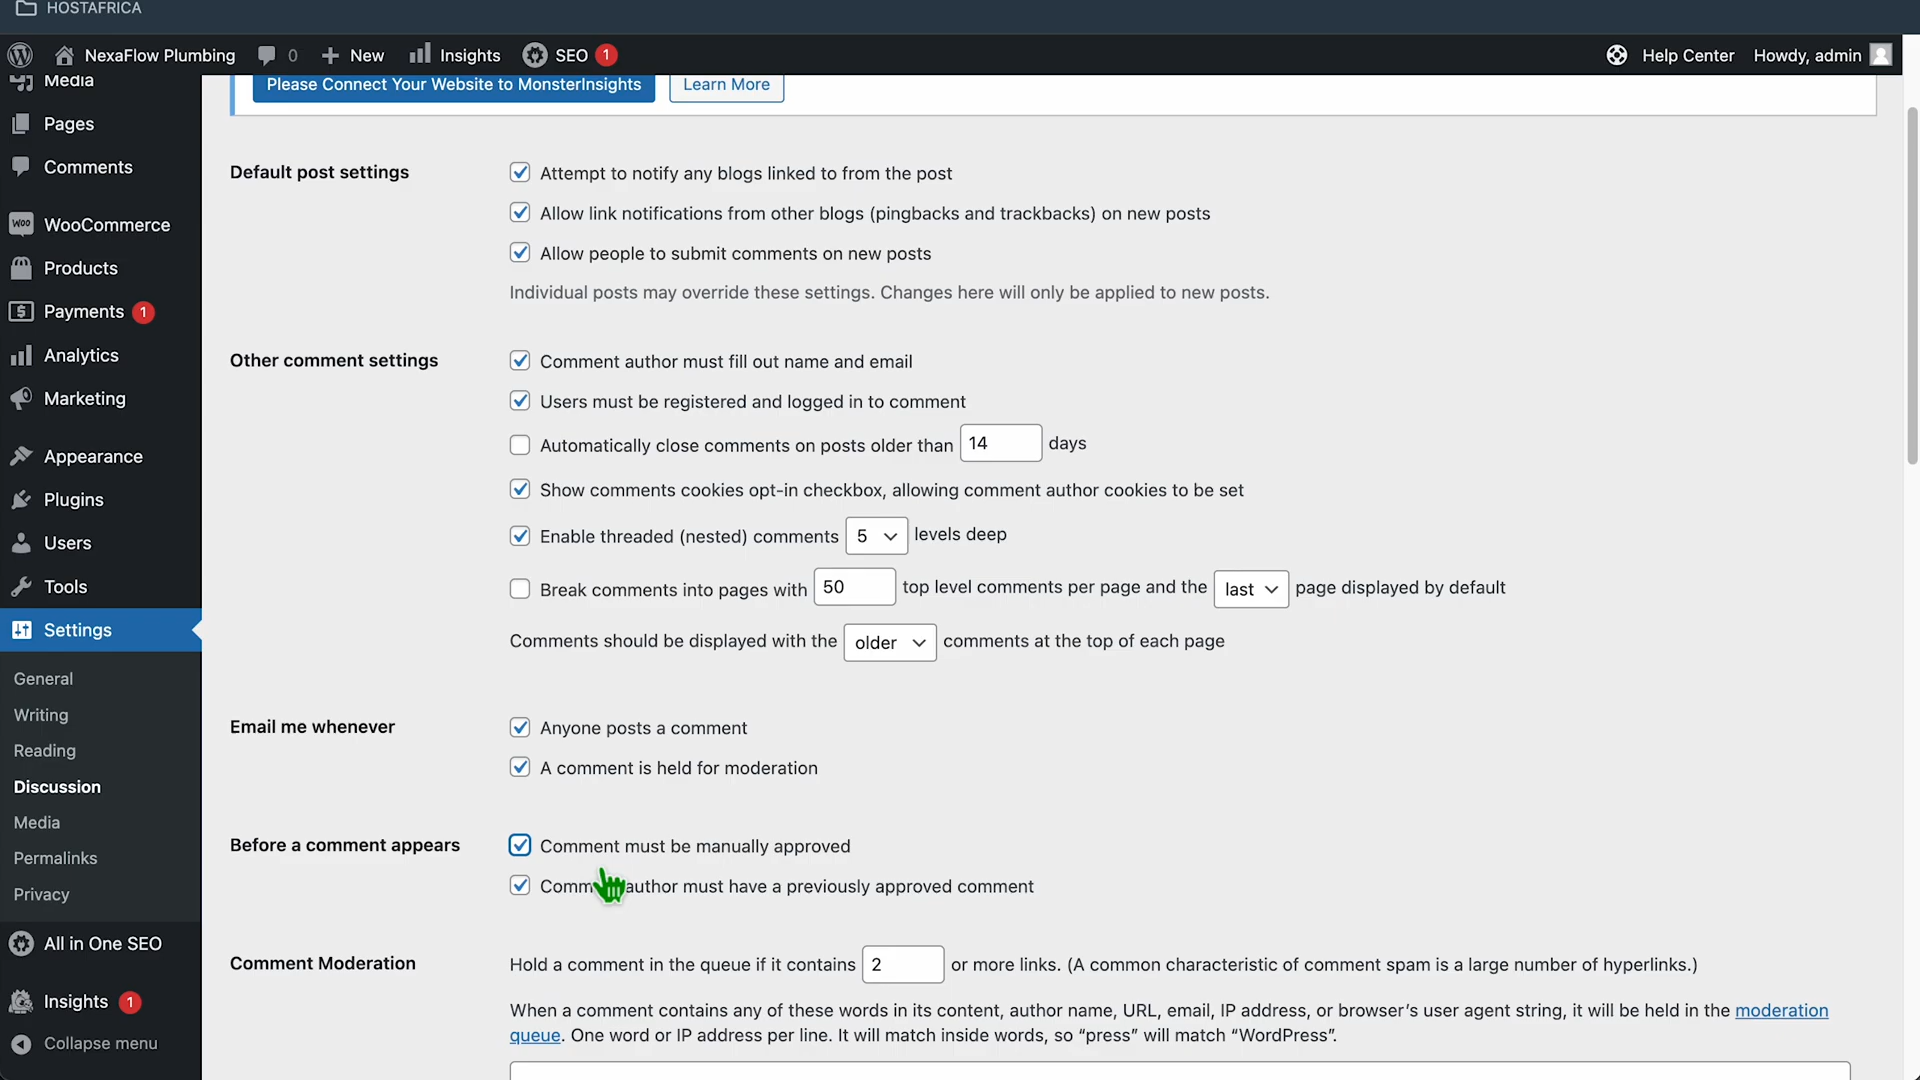 HOSTAFRICA
NexaFlow Plumbing 0 New Insights SEO 1 Help Center Howdy, admin
Media
Pages
Comments
WooCommerce
Products
Payments 1
Analytics
Marketing
Appearance
Plugins
Users
Tools
Settings
General
Writing
Reading
Discussion
Media
Permalinks
Privacy
All in One SEO
Insights 1
Collapse menu
Please Connect Your Website to MonsterInsights Learn More
Default post settings
Attempt to notify any blogs linked to from the post
Allow link notifications from other blogs (pingbacks and trackbacks) on new posts
Allow people to submit comments on new posts
Individual posts may override these settings. Changes here will only be applied to new posts.
Other comment settings
Comment author must fill out name and email
Users must be registered and logged in to comment
Automatically close comments on posts older than 14 days
Show comments cookies opt-in checkbox, allowing comment author cookies to be set
Enable threaded (nested) comments 5 levels deep
Break comments into pages with 50 top level comments per page and the last page displayed by default
Comments should be displayed with the older comments at the top of each page
Email me whenever
Anyone posts a comment
A comment is held for moderation
Before a comment appears
Comment must be manually approved
Comm author must have a previously approved comment
Comment Moderation
Hold a comment in the queue if it contains 2 or more links. (A common characteristic of comment spam is a large number of hyperlinks.)
When a comment contains any of these words in its content, author name, URL, email, IP address, or browser's user agent string, it will be held in the moderation
queue. One word or IP address per line. It will match inside words, so “press” will match “WordPress”.